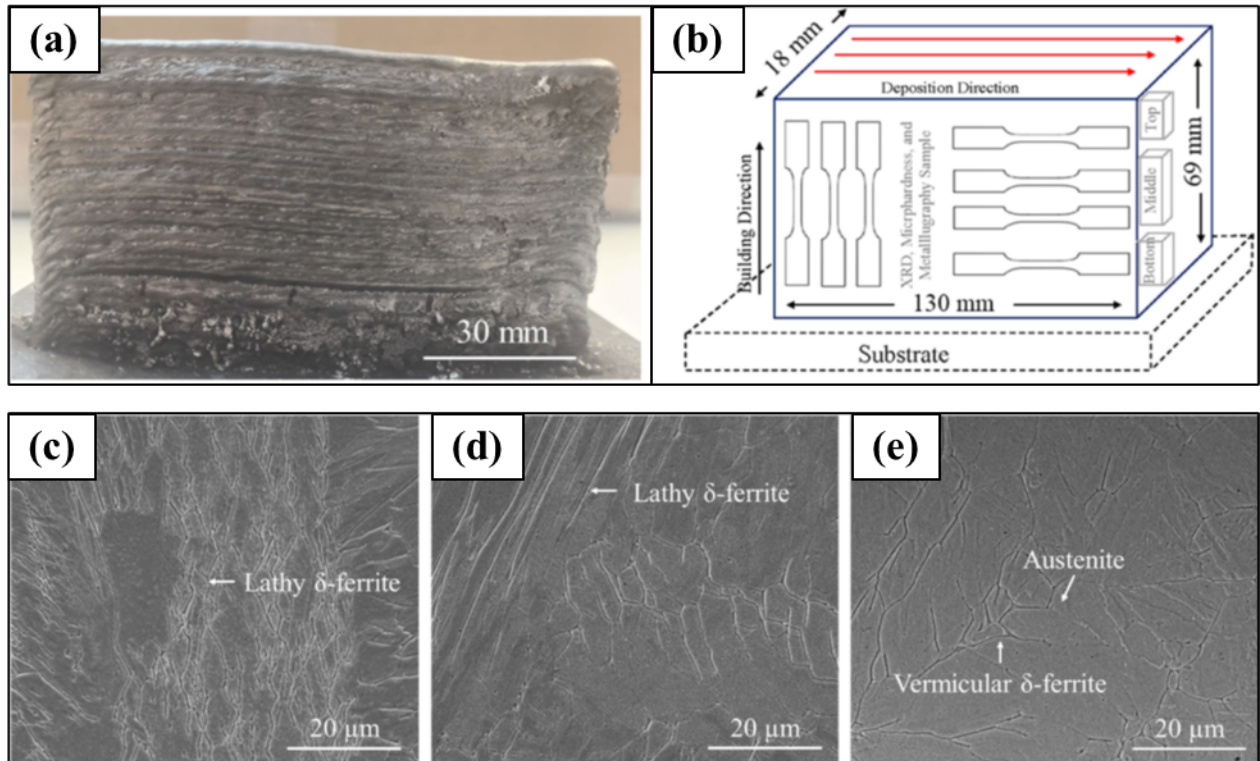 (a)
30 mm
(b)
18 mm
Deposition Direction
Building Direction
XRD, Micrphardness, and
Metalllugraphy Sample
Top
Middle
Bottom
69 mm
130 mm
Substrate
(c)
Lathy δ-ferrite
20 µm
(d)
Lathy δ-ferrite
20 µm
(e)
Austenite
Vermicular δ-ferrite
20 µm